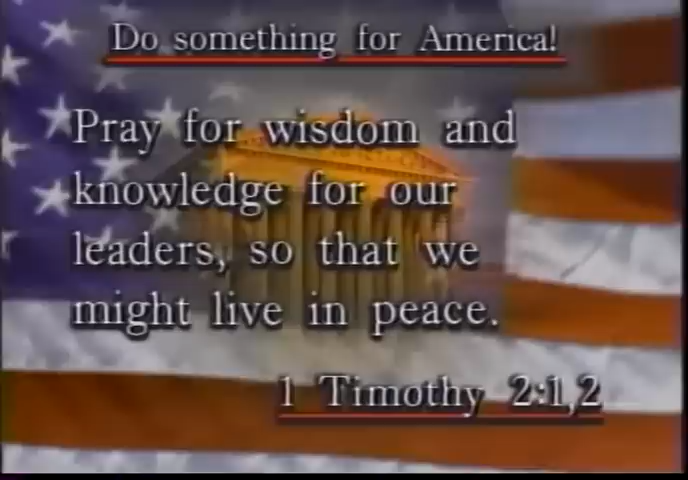 Do something for America!
Pray for wisdom and
knowledge for our
leaders, so that we
might live in peace.
1 Timothy 2:1,2